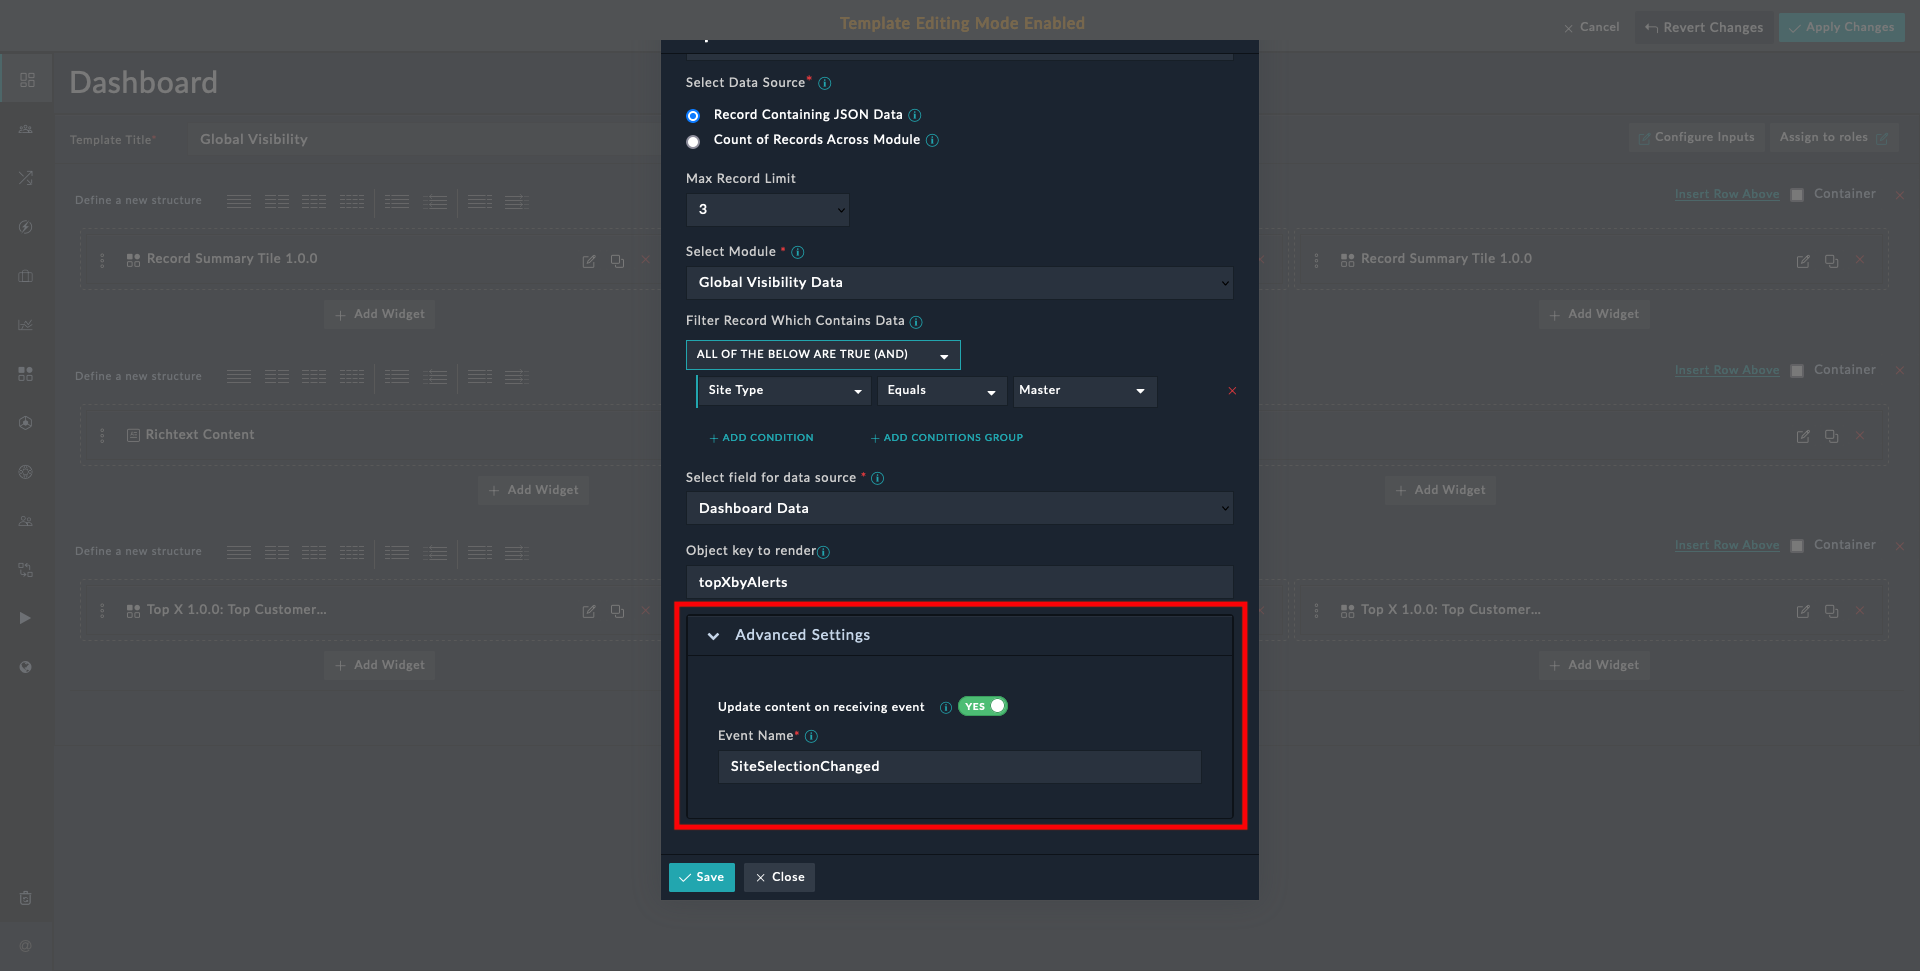 Template Editing Mode Enabled
Cancel
Revert Changes
Apply Changes
Dashboard
Template Title*
Global Visibility
Configure Inputs
Assign to roles
Define a new structure
Insert Row Above
Container
Record Summary Tile 1.0.0
Record Summary Tile 1.0.0
Add Widget
Add Widget
Define a new structure
Insert Row Above
Container
Richtext Content
Add Widget
Add Widget
Define a new structure
Insert Row Above
Container
Top X 1.0.0: Top Customer...
Top X 1.0.0: Top Customer...
Add Widget
Add Widget
Select Data Source*
Record Containing JSON Data
Count of Records Across Module
Max Record Limit
3
Select Module *
Global Visibility Data
Filter Record Which Contains Data
ALL OF THE BELOW ARE TRUE (AND)
Site Type
Equals
Master
+ ADD CONDITION
+ ADD CONDITIONS GROUP
Select field for data source *
Dashboard Data
Object key to render
topXbyAlerts
Advanced Settings
Update content on receiving event
YES
Event Name*
SiteSelectionChanged
Save
Close